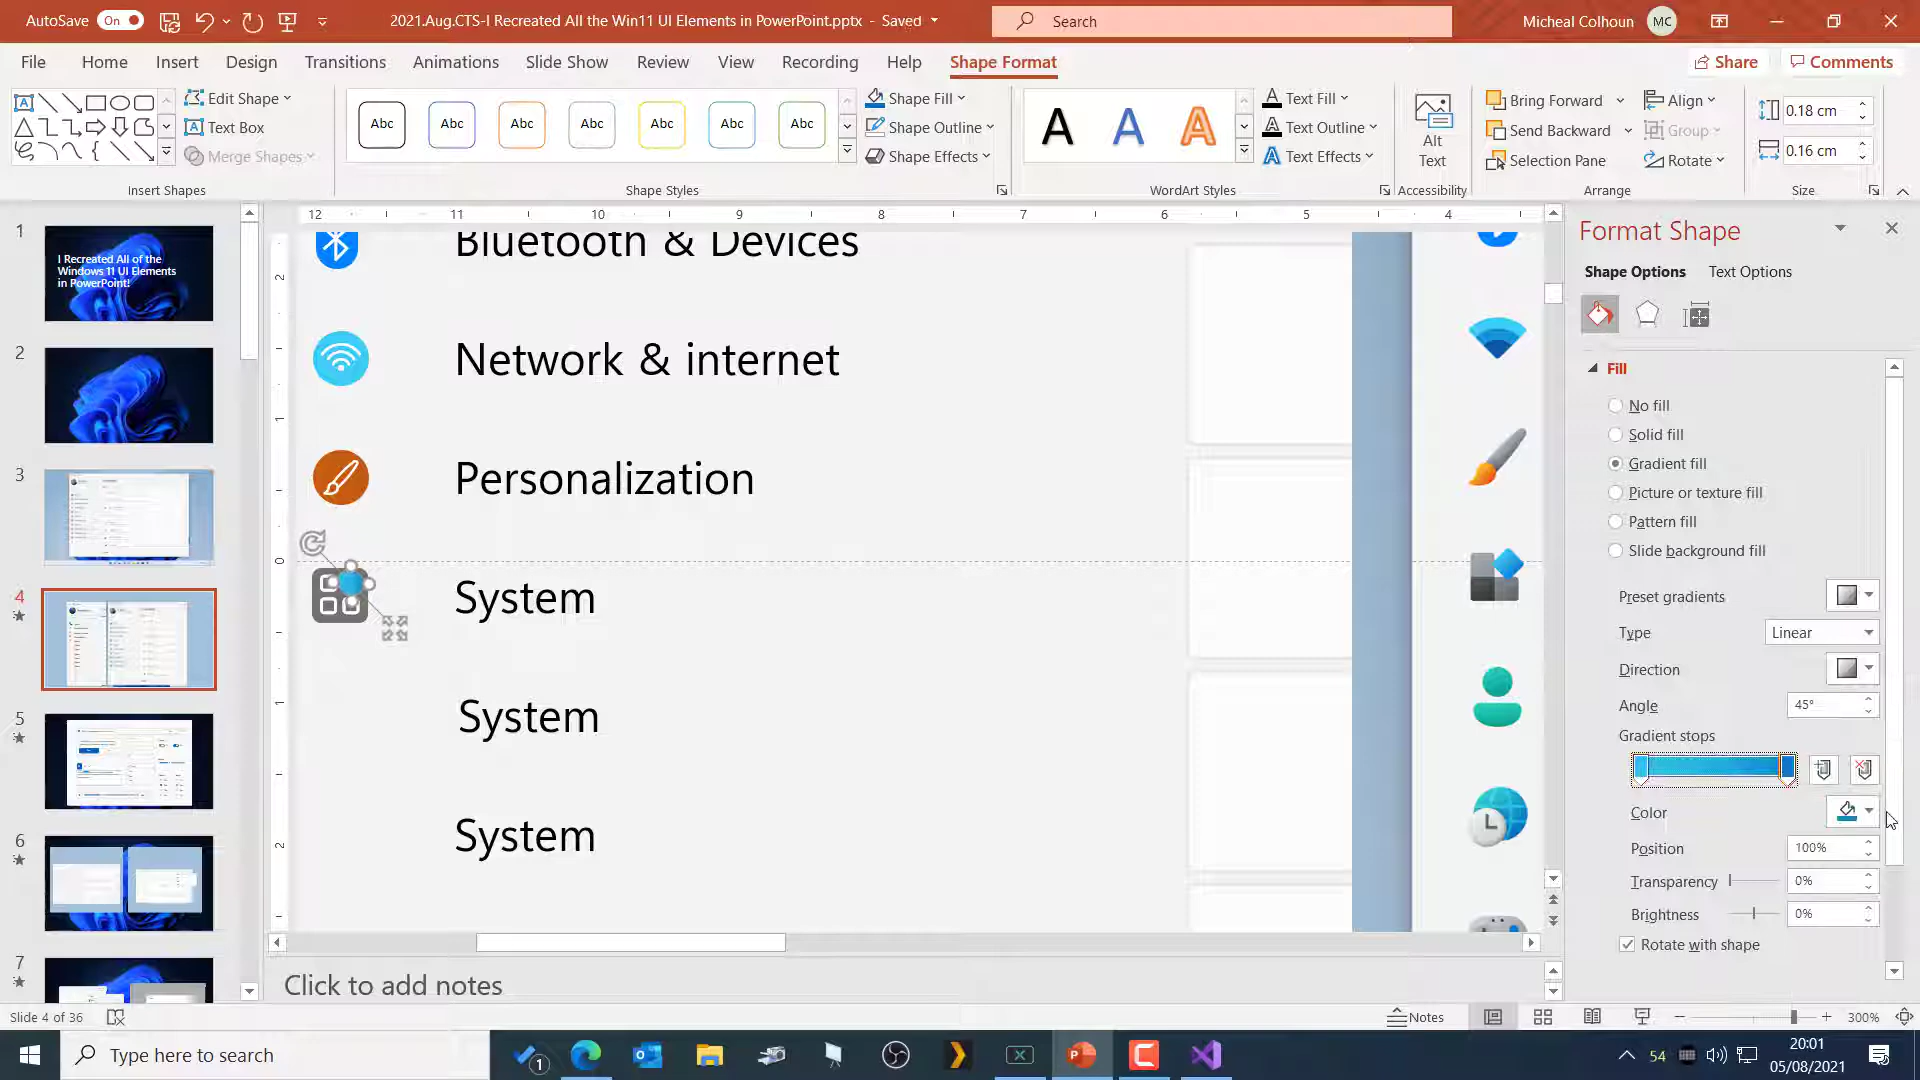 AutoSave On
2021.Aug.CTS-I Recreated All the Win11 UI Elements in PowerPoint.pptx - Saved
Search
Micheal Colhoun MC
File Home Insert Design Transitions Animations Slide Show Review View Recording Help Shape Format
Share Comments
Edit Shape
Text Box
Merge Shapes
Insert Shapes
Abc Abc Abc Abc Abc Abc Abc
Shape Fill
Shape Outline
Shape Effects
Shape Styles
A A A
Text Fill
Text Outline
Text Effects
WordArt Styles
Alt
Text
Accessibility
Bring Forward
Send Backward
Selection Pane
Align
Group
Rotate
Arrange
0.18 cm
0.16 cm
Size
1
I Recreated All of the
Windows 11 UI Elements
in PowerPoint!
2
3
4
5
6
7
12 11 10 9 8 7 6 5 4
2
1
0
1
2
Bluetooth & Devices
Network & internet
Personalization
System
System
System
Click to add notes
Format Shape
Shape Options Text Options
Fill
No fill
Solid fill
Gradient fill
Picture or texture fill
Pattern fill
Slide background fill
Preset gradients
Type Linear
Direction
Angle 45°
Gradient stops
Color
Position 100%
Transparency 0%
Brightness 0%
Rotate with shape
Slide 4 of 36
Notes
300%
Type here to search
1
54
20:01
05/08/2021